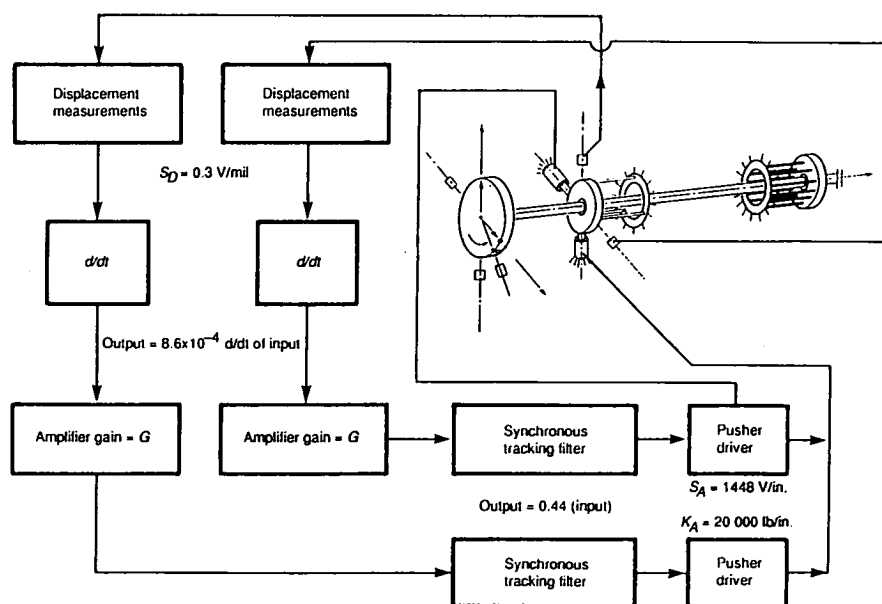 Displacement
measurements
Displacement
measurements
S_D = 0.3 V/mil
d/dt
d/dt
Output = 8.6x10⁻⁴ d/dt of input
Amplifier gain = G
Amplifier gain = G
Synchronous
tracking filter
Pusher
driver
S_A = 1448 V/in.
Output = 0.44 (input)
K_A = 20 000 lb/in.
Synchronous
tracking filter
Pusher
driver